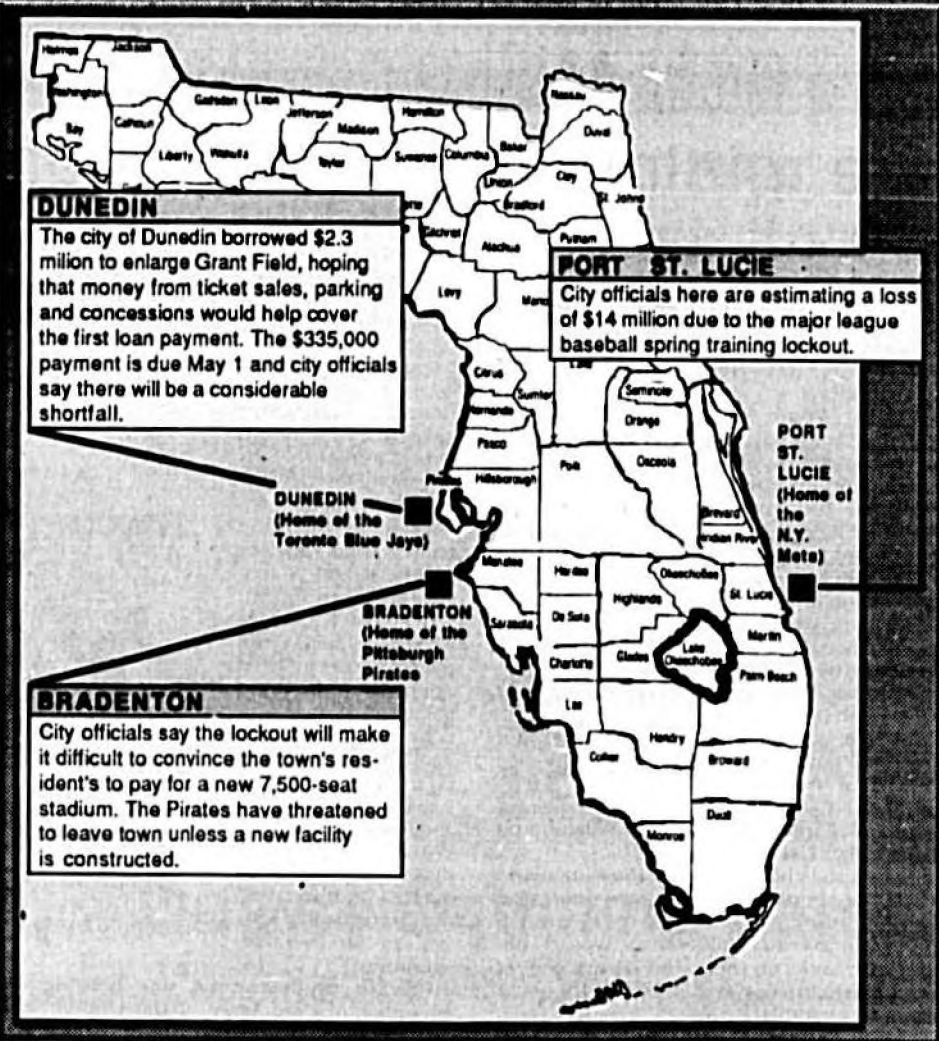 Holmes
Jackson
Washington
Gadsden
Leon
Jefferson
Hamilton
Nassau
Bay
Calhoun
Madison
Duval
Liberty
Wakulla
Taylor
Suwannee
Columbia
Baker
Union
Clay
Bradford
St. Johns
Gilchrist
Alachua
Putnam
Levy
DUNEDIN
The city of Dunedin borrowed $2.3
milion to enlarge Grant Field, hoping
that money from ticket sales, parking
and concessions would help cover
the first loan payment. The $335,000
payment is due May 1 and city officials
say there will be a considerable
shortfall.
PORT ST. LUCIE
City officials here are estimating a loss
of $14 million due to the major league
baseball spring training lockout.
Citrus
Sumter
Seminole
Hernando
Orange
Pasco
Polk
Osceola
Pinellas
Hillsborough
Brevard
Indian River
DUNEDIN
(Home of the
Toronto Blue Jays)
PORT
ST.
LUCIE
(Home of
the
N.Y.
Mets)
Manatee
Hardee
Okeechobee
Highlands
St. Lucie
BRADENTON
(Home of the
Pittsburgh
Pirates
Sarasota
De Soto
Martin
Charlotte
Glades
Lake
Okeechobee
Palm Beach
Lee
Hendry
Collier
Broward
Dade
Monroe
BRADENTON
City officials say the lockout will make
it difficult to convince the town's res-
ident's to pay for a new 7,500-seat
stadium. The Pirates have threatened
to leave town unless a new facility
is constructed.